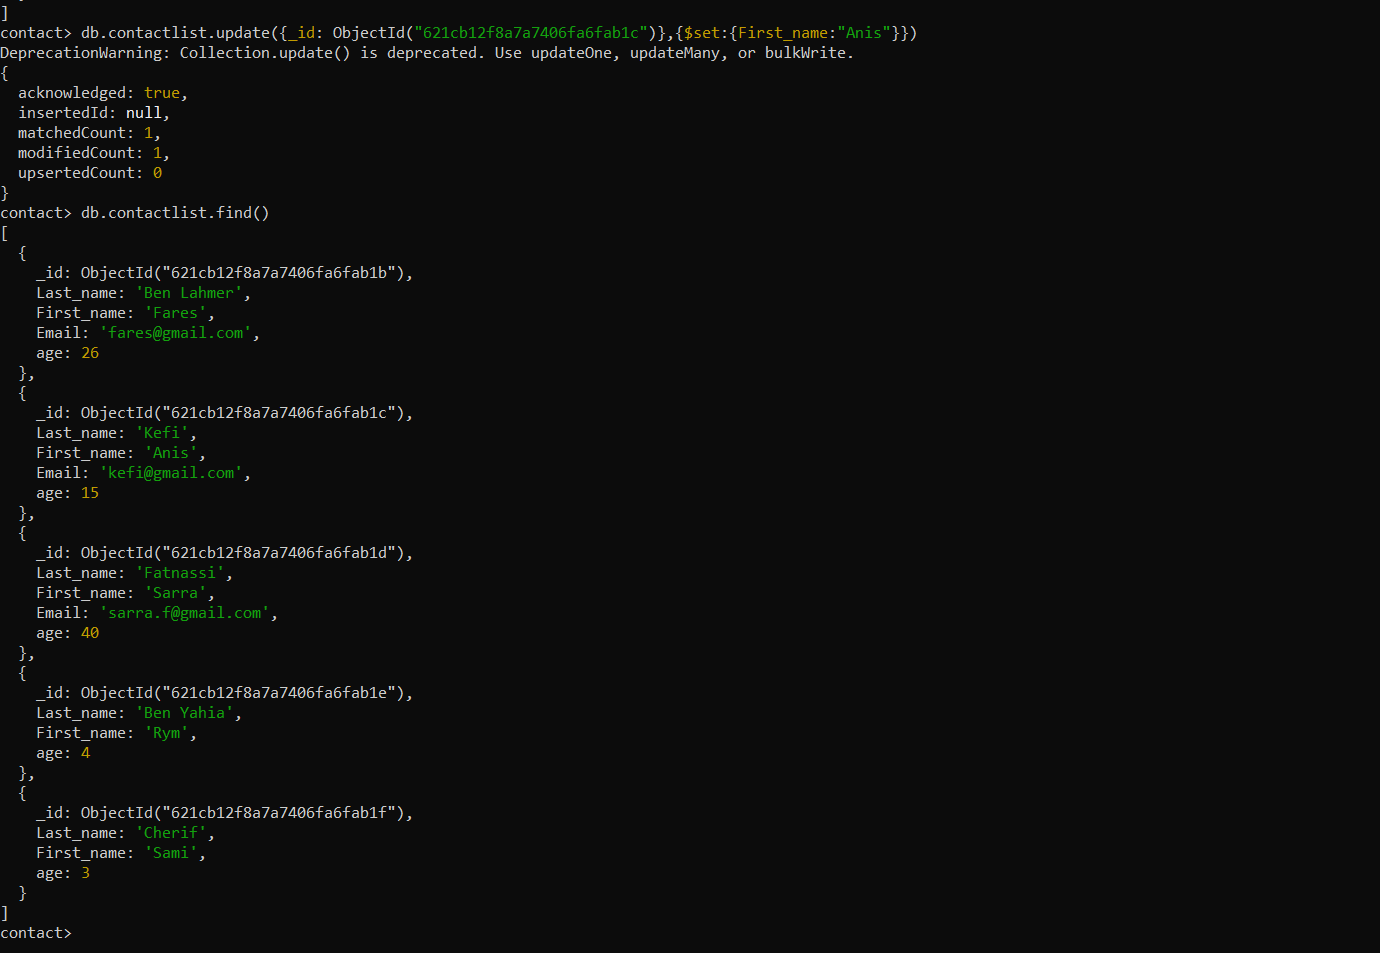 ]
contact> db.contactlist.update({_id: ObjectId("621cb12f8a7a7406fa6fab1c")},{$set:{First_name:"Anis"}})
DeprecationWarning: Collection.update() is deprecated. Use updateOne, updateMany, or bulkWrite.
{
  acknowledged: true,
  insertedId: null,
  matchedCount: 1,
  modifiedCount: 1,
  upsertedCount: 0
}
contact> db.contactlist.find()
[
  {
    _id: ObjectId("621cb12f8a7a7406fa6fab1b"),
    Last_name: 'Ben Lahmer',
    First_name: 'Fares',
    Email: 'fares@gmail.com',
    age: 26
  },
  {
    _id: ObjectId("621cb12f8a7a7406fa6fab1c"),
    Last_name: 'Kefi',
    First_name: 'Anis',
    Email: 'kefi@gmail.com',
    age: 15
  },
  {
    _id: ObjectId("621cb12f8a7a7406fa6fab1d"),
    Last_name: 'Fatnassi',
    First_name: 'Sarra',
    Email: 'sarra.f@gmail.com',
    age: 40
  },
  {
    _id: ObjectId("621cb12f8a7a7406fa6fab1e"),
    Last_name: 'Ben Yahia',
    First_name: 'Rym',
    age: 4
  },
  {
    _id: ObjectId("621cb12f8a7a7406fa6fab1f"),
    Last_name: 'Cherif',
    First_name: 'Sami',
    age: 3
  }
]
contact>